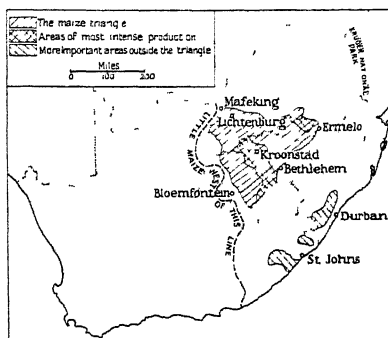 The maize triangle
Areas of most intense production
More important areas outside the triangle
Miles
0 100 200
KRUGER NATIONAL
PARK
Mafeking
Lichtenburg
Ermelo
LITTLE
MAIZE
WEST
OF
THIS
LINE
Kroonstad
Bethlehem
Bloemfontein
Durban
St. Johns